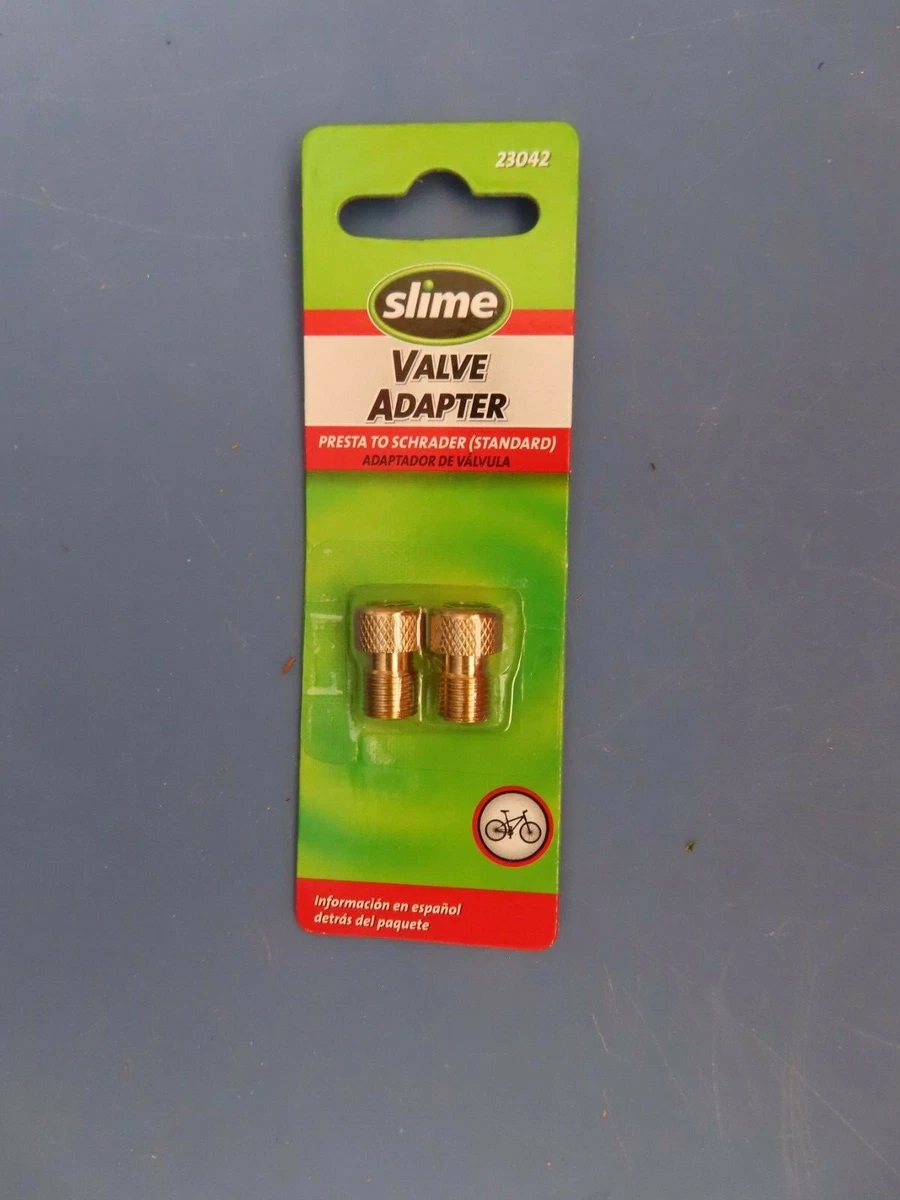 23042
slime
VALVE
ADAPTER
PRESTA TO SCHRADER (STANDARD)
ADAPTADOR DE VÁLVULA
Información en español
detrás del paquete